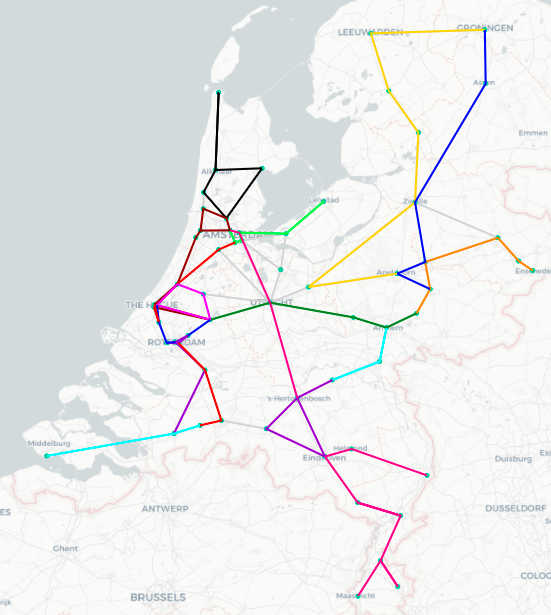 LEEUWARDEN
GRONINGEN
Assen
Emmen
Alkmaar
Lelystad
Zwolle
AMSTERDAM
Apeldoorn
Enschede
THE HAGUE
UTRECHT
ROTTERDAM
Arnhem
's-Hertogenbosch
Middelburg
Helmond
Eindhoven
Duisburg
ANTWERP
DUSSELDORF
Ghent
BRUSSELS
Maastricht